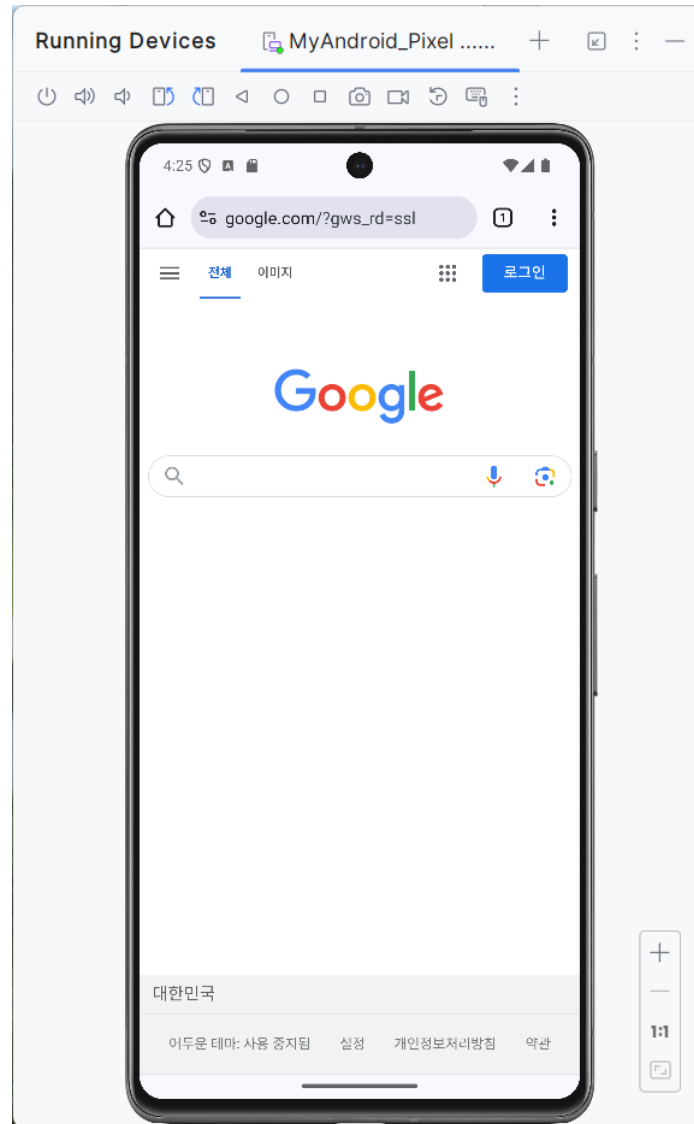 Running Devices MyAndroid_Pixel ......
4:25 A
google.com/?gws_rd=ssl 1
전체 이미지 로그인
Google
대한민국
어두운 테마: 사용 중지됨 설정 개인정보처리방침 약관
1:1